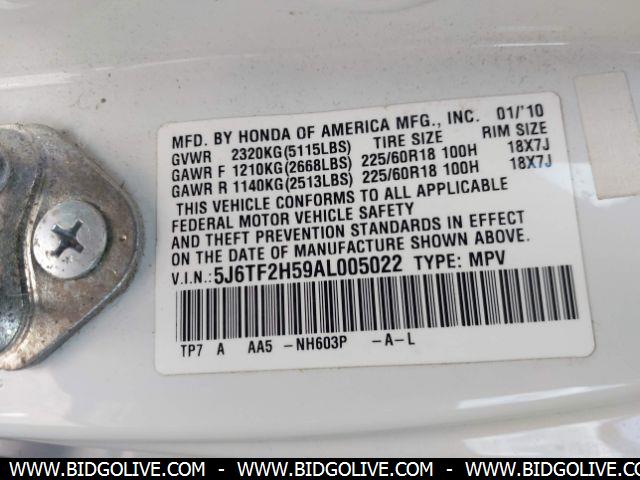 MFD. BY HONDA OF AMERICA MFG., INC. 01/'10
GVWR 2320KG(5115LBS) TIRE SIZE RIM SIZE
GAWR F 1210KG(2668LBS) 225/60R18 100H 18X7J
GAWR R 1140KG(2513LBS) 225/60R18 100H 18X7J
THIS VEHICLE CONFORMS TO ALL APPLICABLE
FEDERAL MOTOR VEHICLE SAFETY
AND THEFT PREVENTION STANDARDS IN EFFECT
ON THE DATE OF MANUFACTURE SHOWN ABOVE.
V.I.N.:5J6TF2H59AL005022 TYPE: MPV
TP7 A AA5 -NH603P -A-L
WWW.BIDGOLIVE.COM - WWW.BIDGOLIVE.COM - WWW.BIDGOLIVE.COM